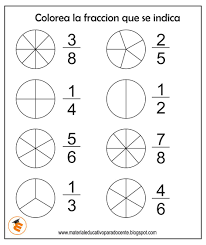 Colorea la fraccion que se indica
3/8 2/5
1/4 1/2
5/6 7/8
1/3 4/6
www.materialeducativoparadocente.blogspot.com